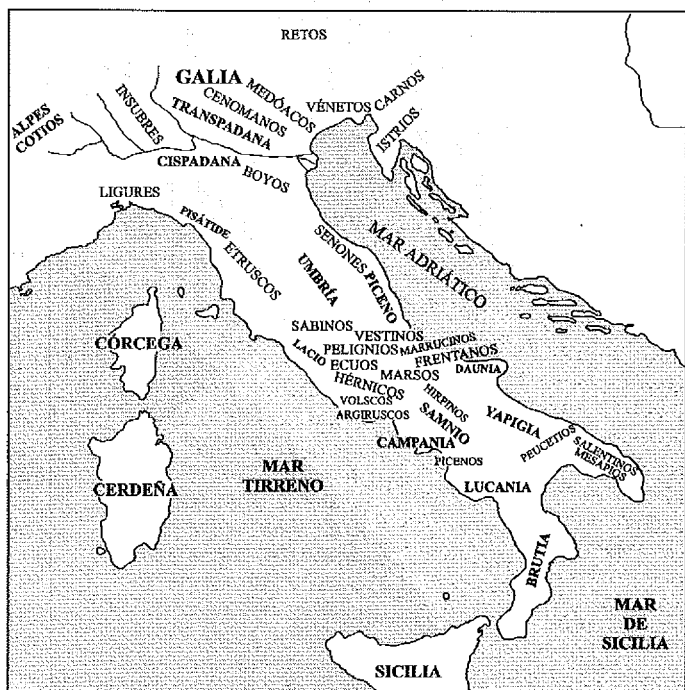 RETOS
GALIA
MEDÓACOS
CENOMANOS
TRANSPADANA
VÉNETOS
CARNOS
ISTRIOS
INSUBRES
ALPES
COTIOS
CISPADANA
BOYOS
LIGURES
PISÁTIDE
ETRUSCOS
UMBRÍA
SENONES
PICENO
MAR ADRIÁTICO
CÓRCEGA
SABINOS
VESTINOS
LACIO
PELIGNIOS
MARRUCINOS
ECUOS
FRENTANOS
MARSOS
DAUNIA
HÉRNICOS
HIRPINOS
VOLSCOS
ARGIRUSCOS
SAMNIO
YAPIGIA
CAMPANIA
PEUCETIOS
SALENTINOS
MESAPIOS
PICENOS
MAR
TIRRENO
CERDEÑA
LUCANIA
BRUTIA
MAR
DE
SICILIA
SICILIA